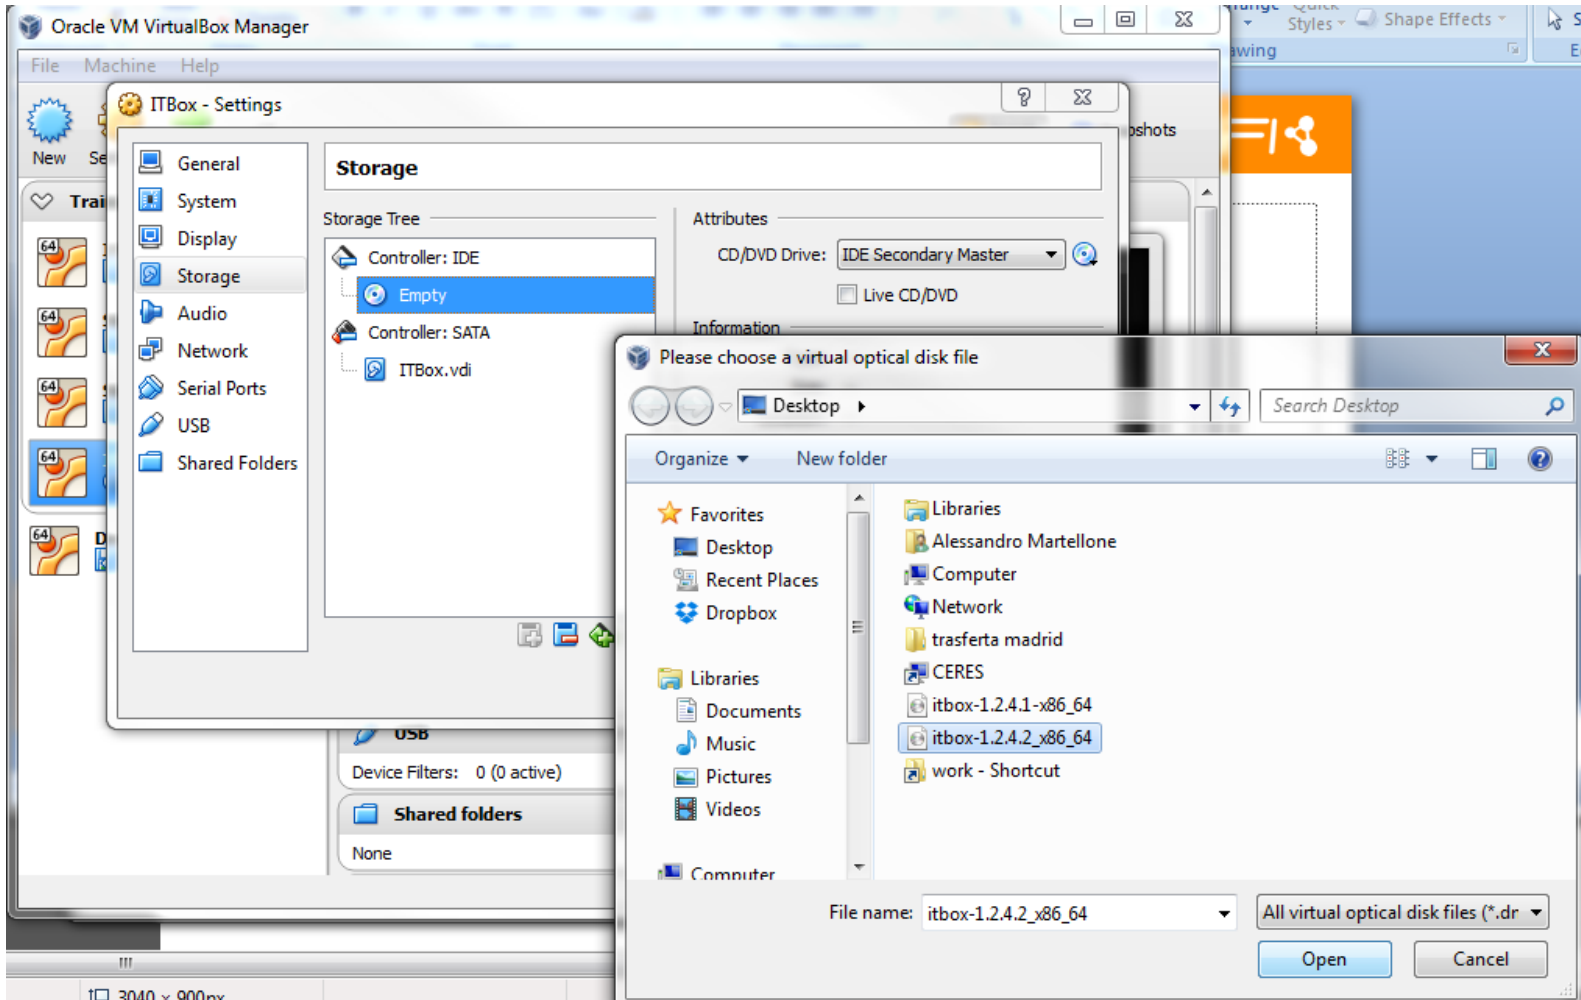 Oracle VM VirtualBox Manager
Quick
Styles
Shape Effects
File Machine Help
ITBox - Settings
New
General
System
Display
Storage
Audio
Network
Serial Ports
USB
Shared Folders
Storage
Storage Tree
Controller: IDE
Empty
Controller: SATA
ITBox.vdi
Attributes
CD/DVD Drive: IDE Secondary Master
Live CD/DVD
Information
64
64
64
64
64
USB
Device Filters: 0 (0 active)
Shared folders
None
3040 × 900px
Please choose a virtual optical disk file
Desktop
Search Desktop
Organize
New folder
Favorites
Desktop
Recent Places
Dropbox
Libraries
Documents
Music
Pictures
Videos
Computer
Libraries
Alessandro Martellone
Computer
Network
trasferta madrid
CERES
itbox-1.2.4.1-x86_64
itbox-1.2.4.2_x86_64
work - Shortcut
File name: itbox-1.2.4.2_x86_64
All virtual optical disk files (*.dr
Open
Cancel